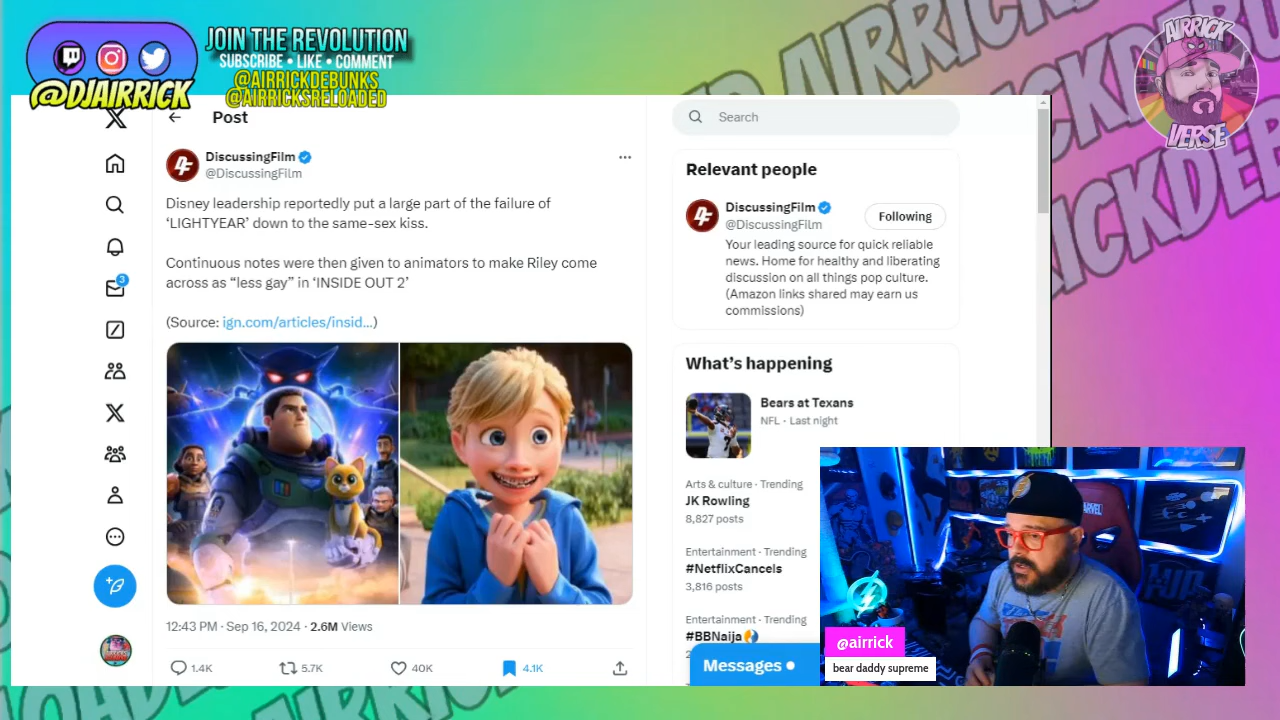 JOIN THE REVOLUTION
SUBSCRIBE • LIKE • COMMENT
@AIRRICKDEBUNKS
@AIRRICKSRELOADED
@DJAIRRICK
AIRRICK
VERSE
AIRRICKDEBUNKS
Post
DiscussingFilm
@DiscussingFilm
Disney leadership reportedly put a large part of the failure of
‘LIGHTYEAR’ down to the same-sex kiss.
Continuous notes were then given to animators to make Riley come
across as “less gay” in ‘INSIDE OUT 2’
(Source: ign.com/articles/insid...)
12:43 PM · Sep 16, 2024 · 2.6M Views
1.4K
5.7K
40K
4.1K
3
Search
Relevant people
DiscussingFilm
@DiscussingFilm
Following
Your leading source for quick reliable
news. Home for healthy and liberating
discussion on all things pop culture.
(Amazon links shared may earn us
commissions)
What’s happening
Bears at Texans
NFL · Last night
Arts & culture · Trending
JK Rowling
8,827 posts
Entertainment · Trending
#NetflixCancels
3,816 posts
Entertainment · Trending
#BBNaija
Messages
MARVEL
@airrick
bear daddy supreme